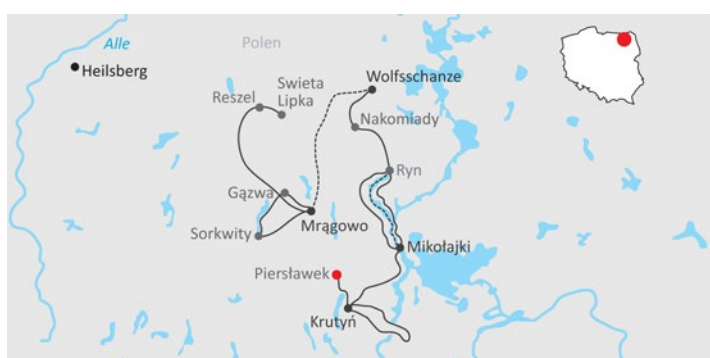 Alle
Polen
Heilsberg
Wolfsschanze
Reszel
Swieta
Lipka
Nakomiady
Ryn
Gązwa
Mrągowo
Sorkwity
Mikołajki
Piersławek
Krutyń